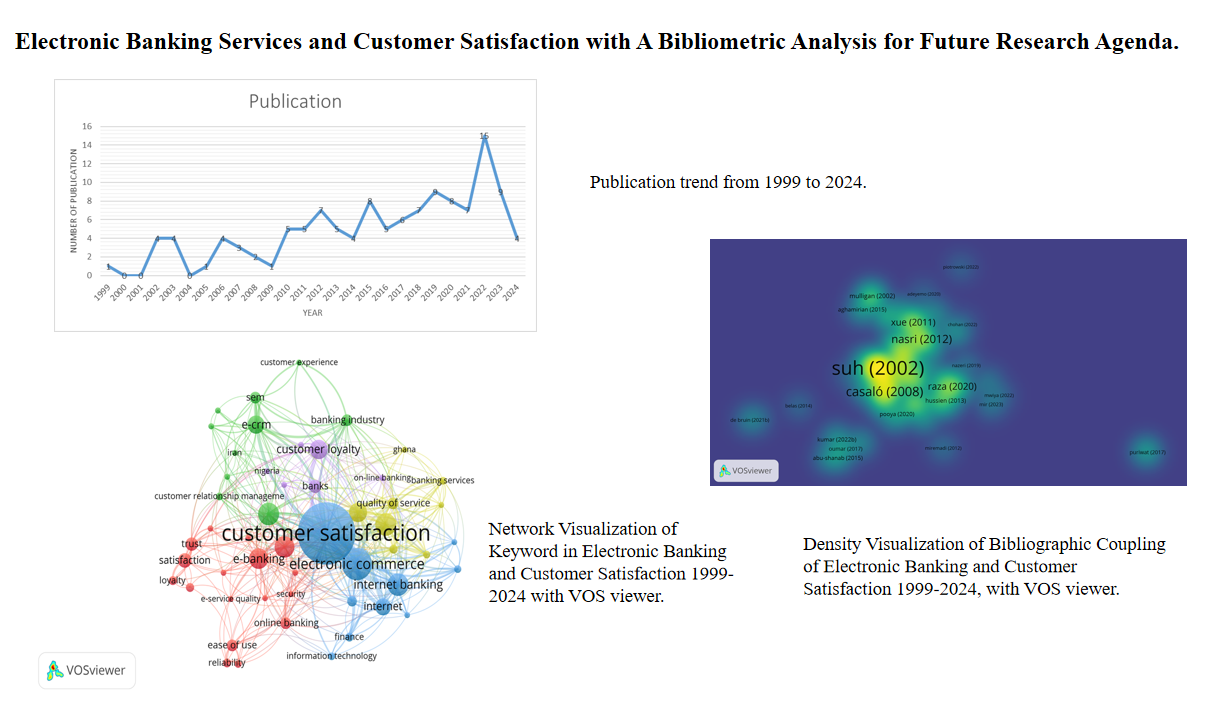 Electronic Banking Services and Customer Satisfaction with A Bibliometric Analysis for Future Research Agenda.
Publication
NUMBER OF PUBLICATION
16
14
12
10
8
6
4
2
0
1
0
0
4
4
0
1
4
3
2
1
5
5
7
5
4
8
5
6
7
9
8
7
15
9
4
1999
2000
2001
2002
2003
2004
2005
2006
2007
2008
2009
2010
2011
2012
2013
2014
2015
2016
2017
2018
2019
2020
2021
2022
2023
2024
YEAR
Publication trend from 1999 to 2024.
mulligan (2002)
aghamirian (2015)
xue (2011)
nasri (2012)
suh (2002)
casaló (2008)
raza (2020)
hussien (2013)
pooya (2020)
de bruin (2021b)
kumar (2022b)
kumar (2017)
abu-shanab (2015)
puriwat (2017)
VOSviewer
customer experience
sem
e-crm
banking industry
customer loyalty
iran
ghana
nigeria
banks
on-line banking
banking services
customer relationship manageme
quality of service
customer satisfaction
trust
satisfaction
e-banking
electronic commerce
loyalty
internet banking
e-service quality
security
internet
online banking
finance
ease of use
information technology
reliability
VOSviewer
Network Visualization of
Keyword in Electronic Banking
and Customer Satisfaction 1999-
2024 with VOS viewer.
Density Visualization of Bibliographic Coupling
of Electronic Banking and Customer
Satisfaction 1999-2024, with VOS viewer.